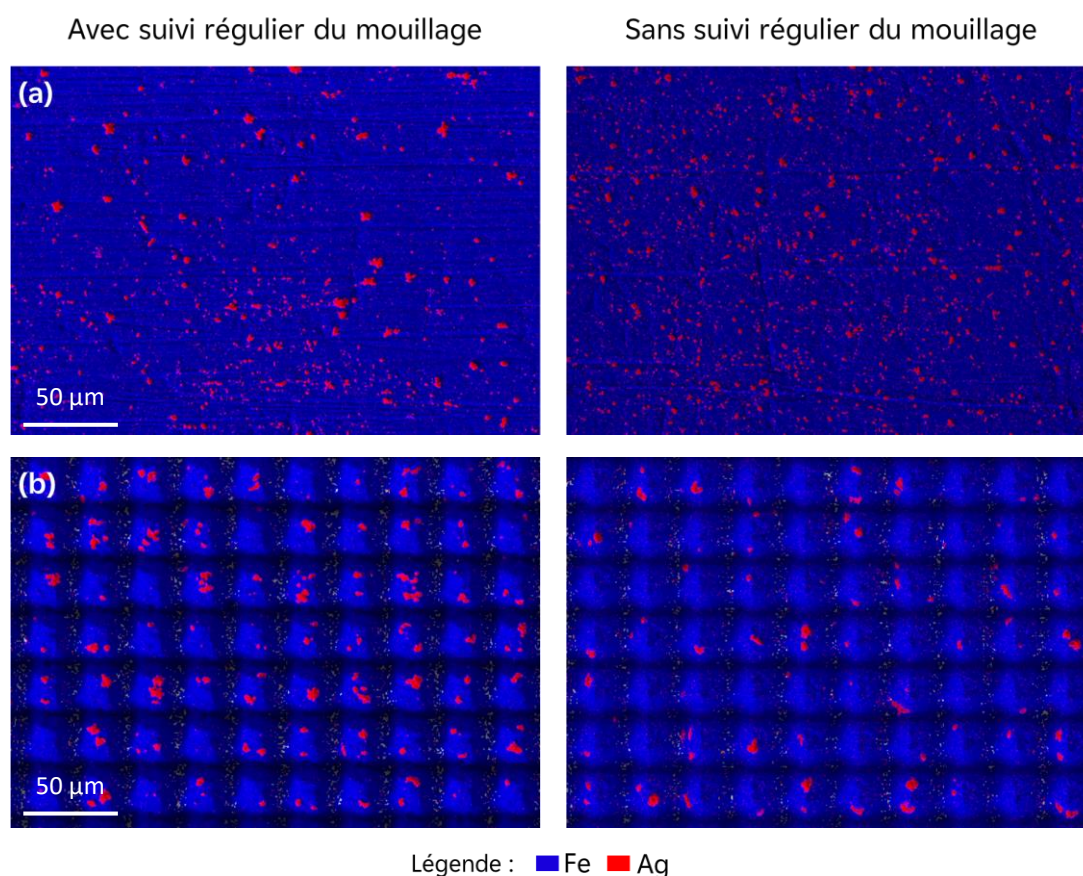 Avec suivi régulier du mouillage
Sans suivi régulier du mouillage
(a)
50 µm
(b)
50 µm
Légende : Fe Ag